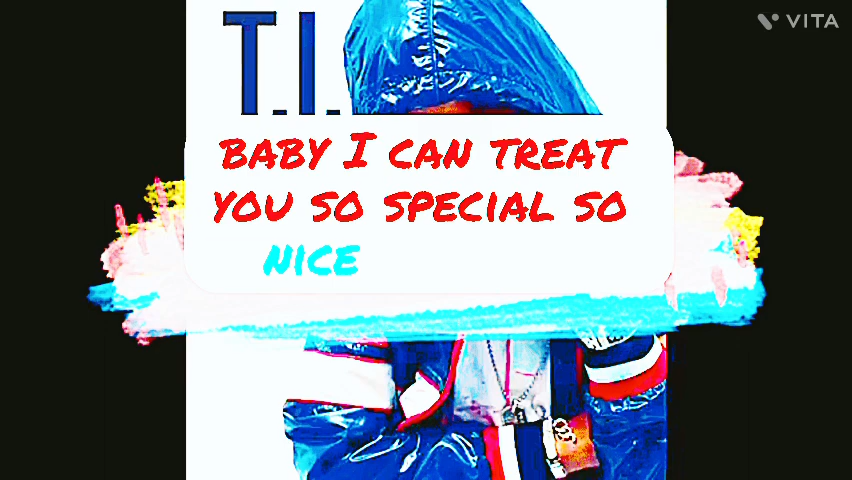 VITA
T.I.
BABY I CAN TREAT
YOU SO SPECIAL SO
NICE